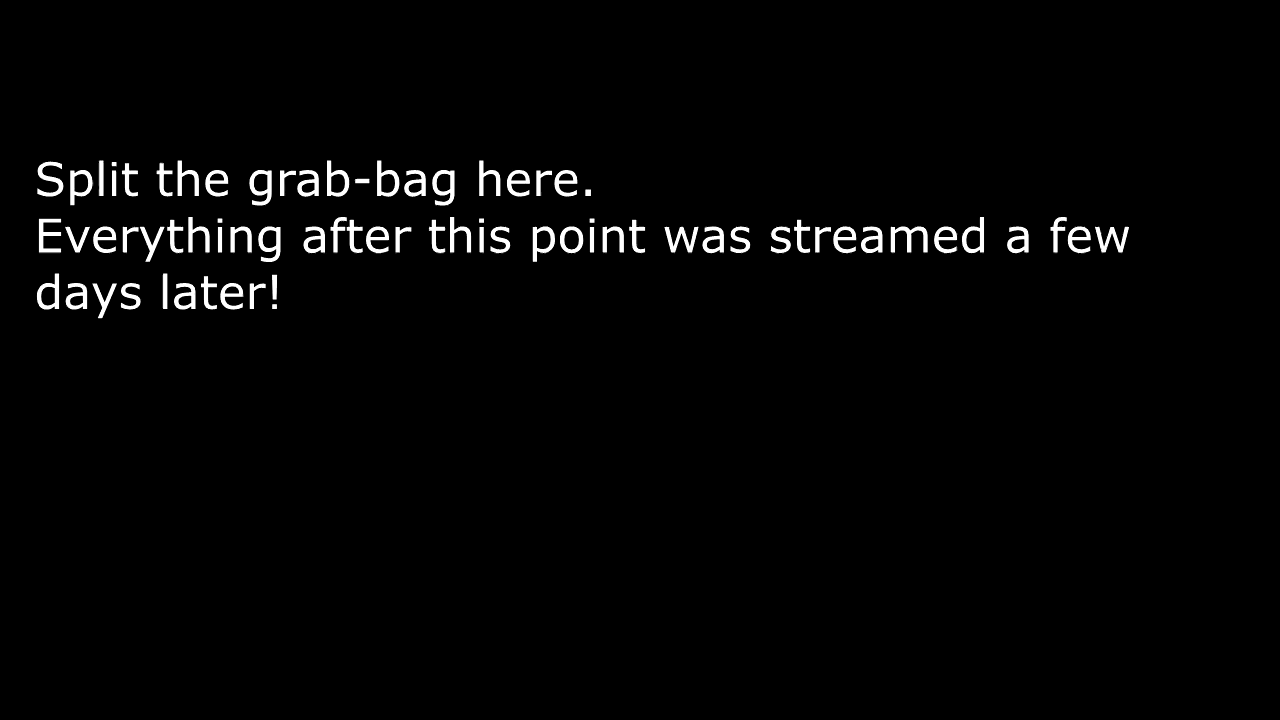 Split the grab-bag here.
Everything after this point was streamed a few
days later!